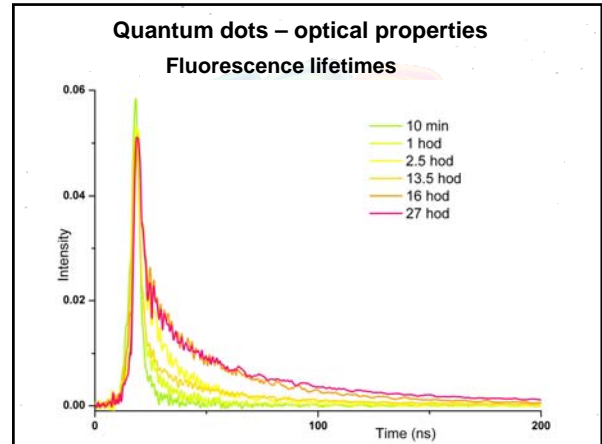 Quantum dots – optical properties
Fluorescence lifetimes
0.06
0.04
0.02
0.00
Intensity
10 min
1 hod
2.5 hod
13.5 hod
16 hod
27 hod
0
100
200
Time (ns)